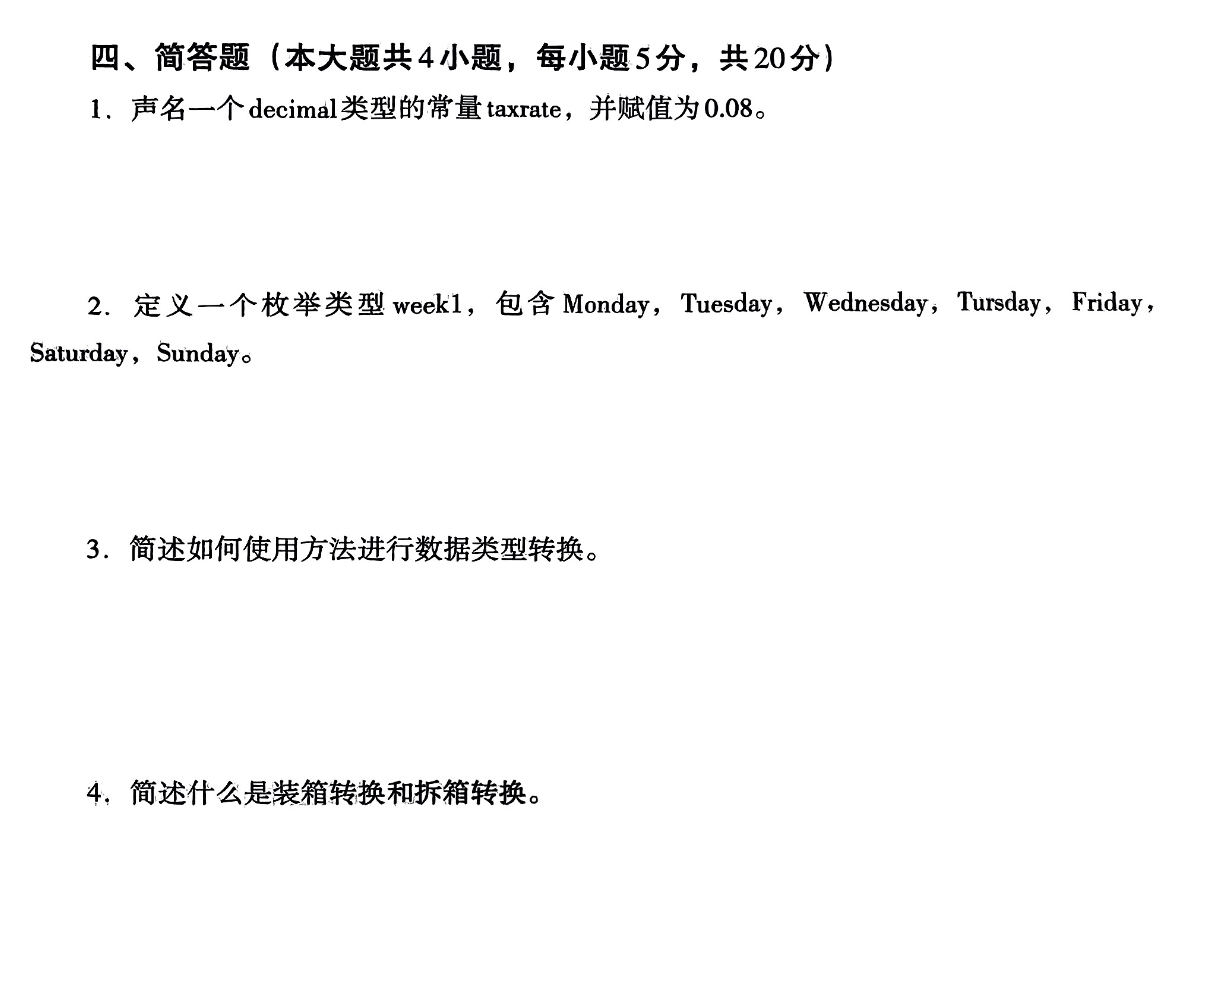 四、简答题（本大题共4小题，每小题5分，共20分）
1. 声名一个decimal类型的常量taxrate，并赋值为0.08。
2. 定义一个枚举类型week1，包含Monday，Tuesday，Wednesday，Tursday，Friday，
Saturday，Sunday。
3. 简述如何使用方法进行数据类型转换。
4. 简述什么是装箱转换和拆箱转换。